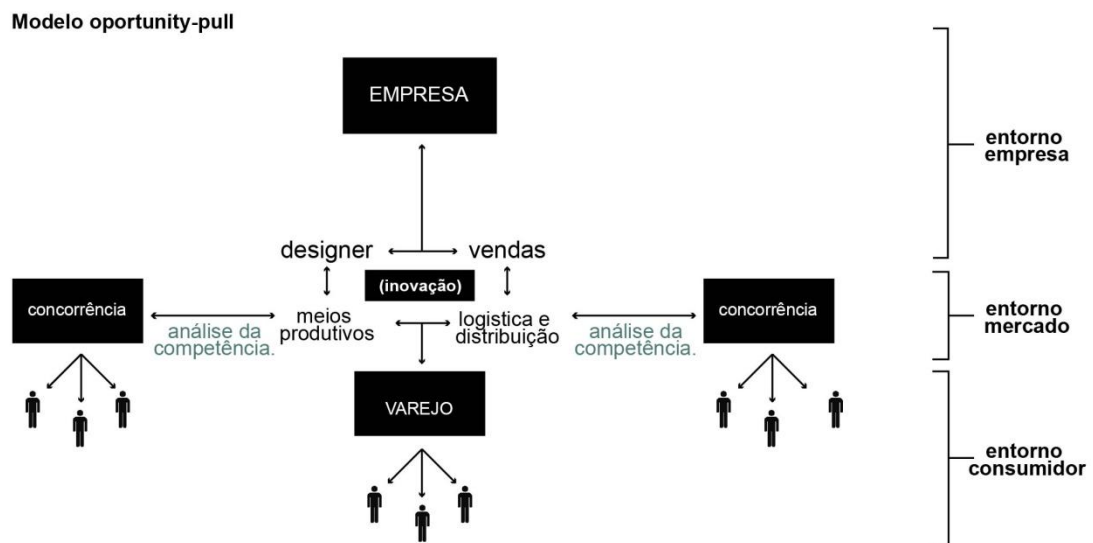 Modelo oportunity-pull
EMPRESA
entorno
empresa
designer
vendas
(inovação)
concorrência
análise da
competência.
meios
produtivos
logistica e
distribuição
análise da
competência.
concorrência
entorno
mercado
VAREJO
entorno
consumidor